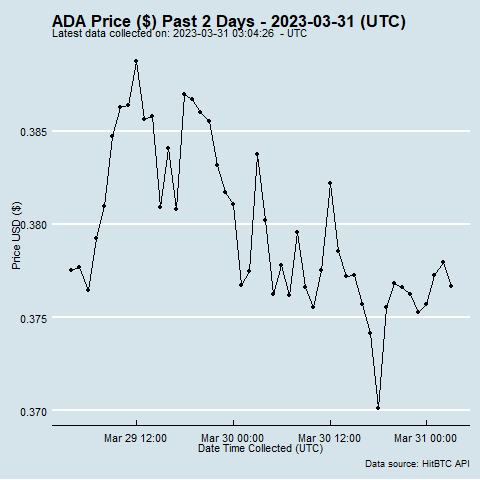 ADA Price ($) Past 2 Days - 2023-03-31 (UTC)
Latest data collected on: 2023-03-31 03:04:26  - UTC
Price USD ($)
0.385
0.380
0.375
0.370
Mar 29 12:00 Mar 30 00:00 Mar 30 12:00 Mar 31 00:00
Date Time Collected (UTC)
Data source: HitBTC API